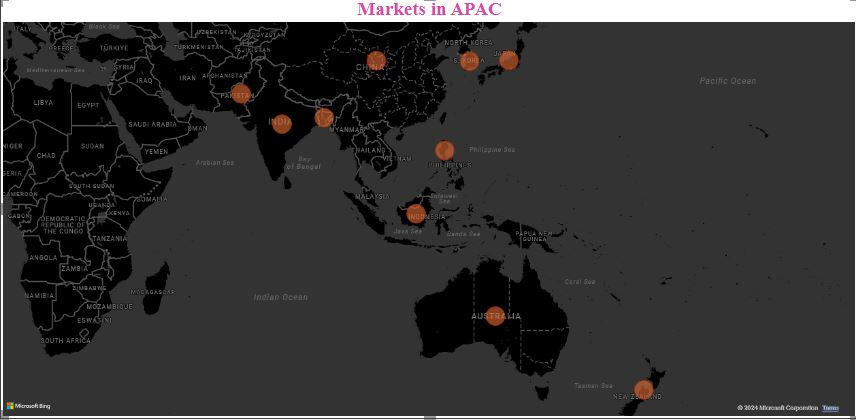 Markets in APAC
ITALY
Black Sea
UZBEKISTAN
KYRGYZSTAN
GREECE
TÜRKIYE
TURKMENISTAN
TAJIKISTAN
NORTH KOREA
Mediterranean Sea
SYRIA
IRAQ
IRAN
AFGHANISTAN
CHINA
S. KOREA
JAPAN
Pacific Ocean
LIBYA
EGYPT
PAKISTAN
SAUDI ARABIA
OMAN
INDIA
MYANMAR
NIGER
CHAD
SUDAN
YEMEN
Arabian Sea
Bay
of Bengal
THAILAND
VIETNAM
Philippine Sea
PHILIPPINES
SOUTH SUDAN
CAMEROON
SOMALIA
MALAYSIA
UGANDA
KENYA
GABON
DEMOCRATIC
REPUBLIC OF
THE CONGO
INDONESIA
Java Sea
Banda Sea
PAPUA NEW
GUINEA
TANZANIA
ANGOLA
ZAMBIA
Coral Sea
ZIMBABWE
MADAGASCAR
NAMIBIA
MOZAMBIQUE
Indian Ocean
AUSTRALIA
ESWATINI
SOUTH AFRICA
Tasman Sea
NEW ZEALAND
Microsoft Bing
© 2024 Microsoft Corporation Terms